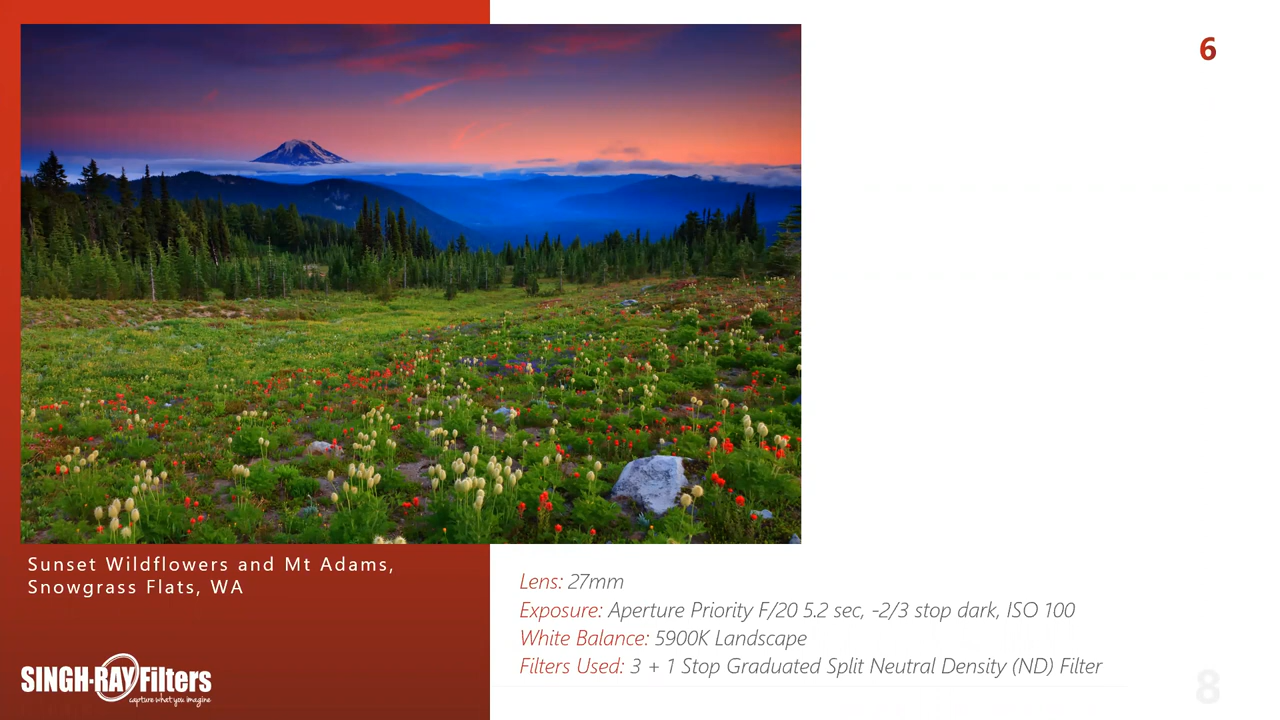 6
Sunset Wildflowers and Mt Adams,
Snowgrass Flats, WA
Lens: 27mm
Exposure: Aperture Priority F/20 5.2 sec, -2/3 stop dark, ISO 100
White Balance: 5900K Landscape
Filters Used: 3 + 1 Stop Graduated Split Neutral Density (ND) Filter
SINGH-RAY Filters
capture what you imagine
8